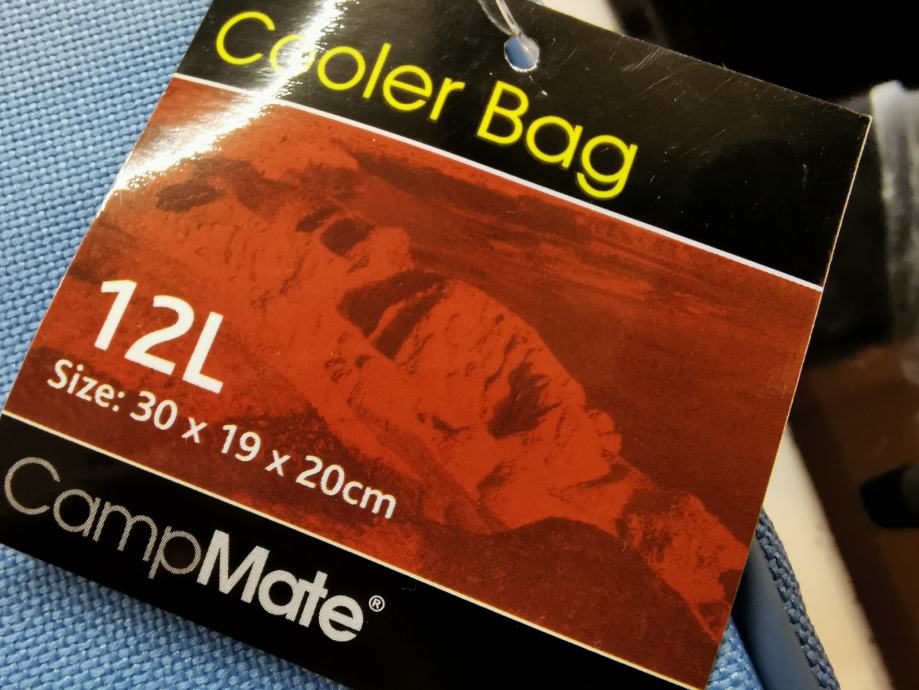 Cooler Bag
12L
Size: 30 x 19 x 20cm
CampMate®